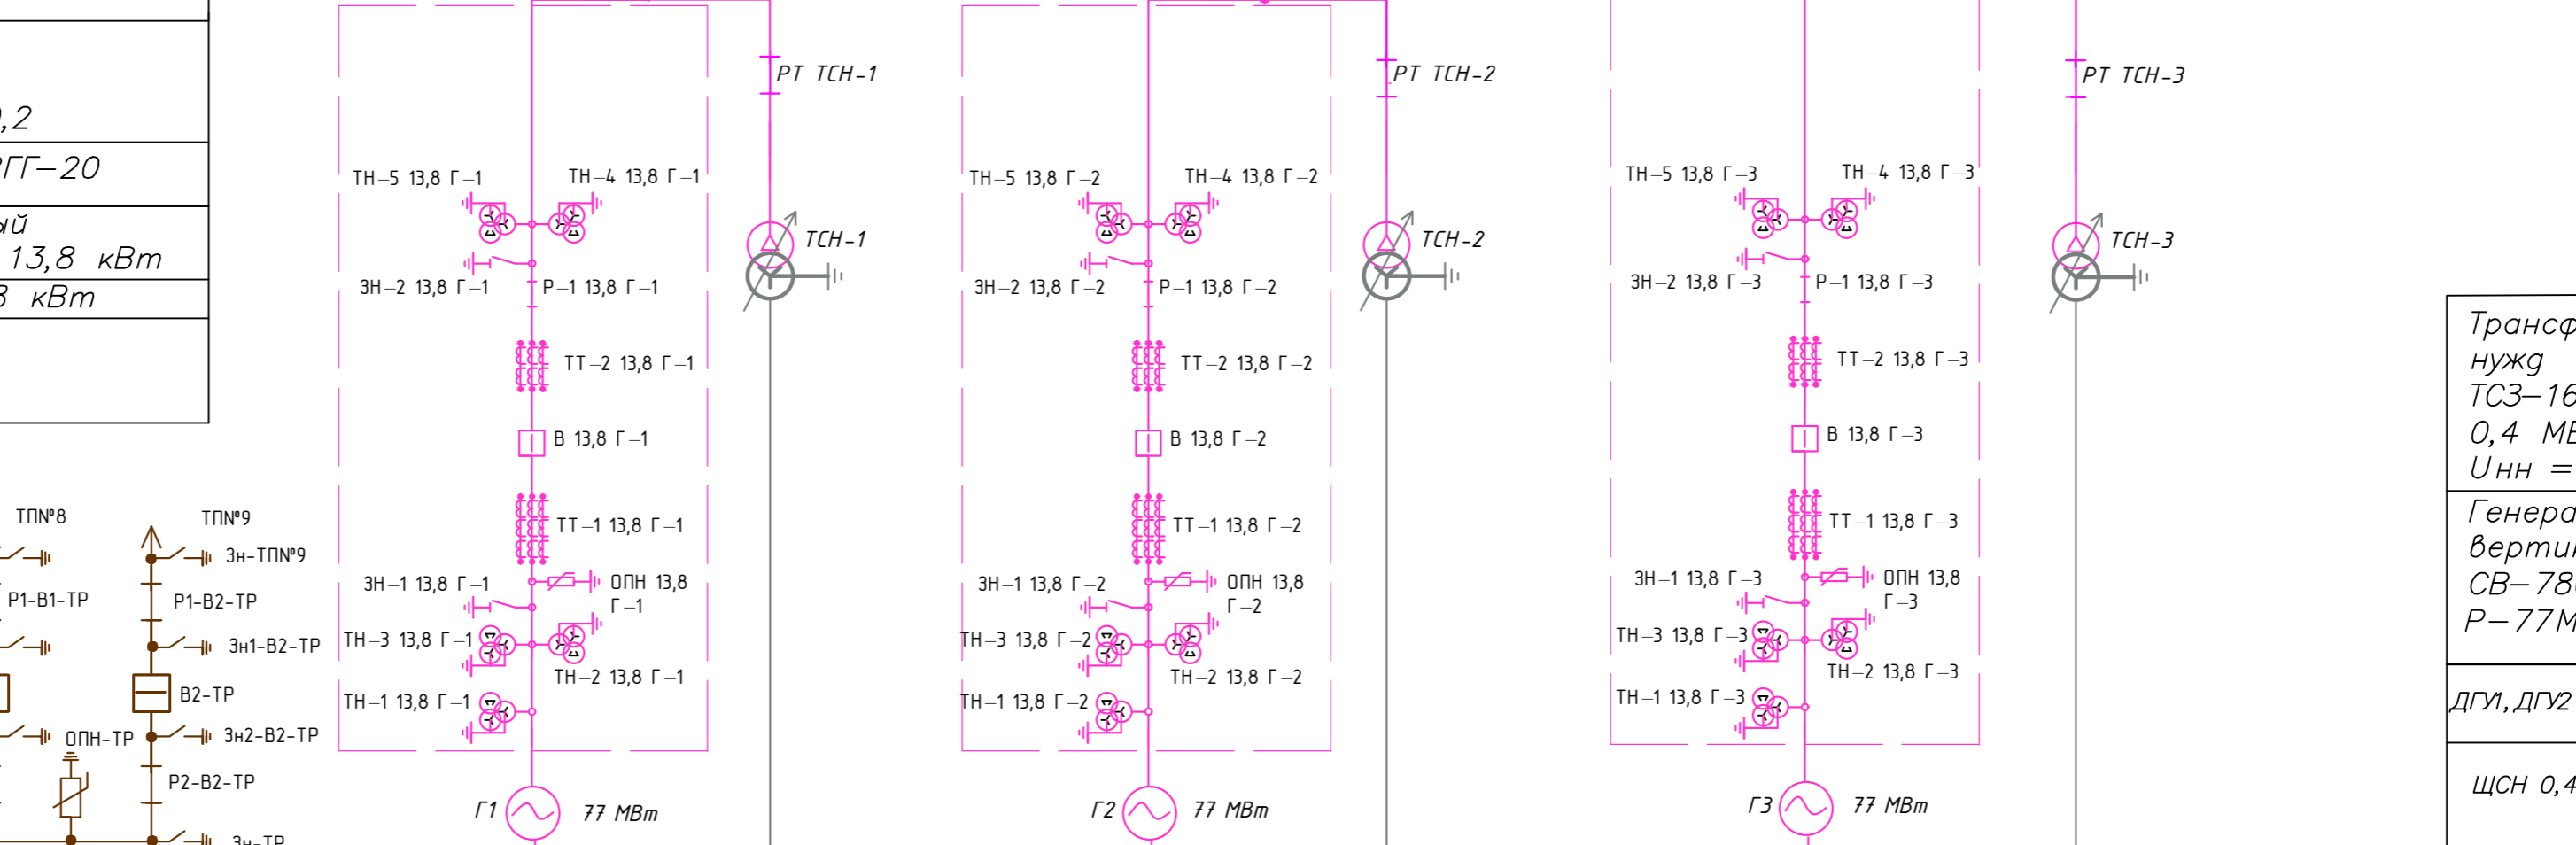 ,2
ГГ-20
ый
13,8 кВт
кВт
ТП№8
ТП№9
Зн-ТП№9
Р1-В1-ТР
Р1-В2-ТР
Зн1-В2-ТР
В2-ТР
ОПН-ТР
Зн2-В2-ТР
Р2-В2-ТР
Зн-ТР
РТ ТСН-1
ТН-5 13,8 Г-1
ТН-4 13,8 Г-1
ТСН-1
ЗН-2 13,8 Г-1
Р-1 13,8 Г-1
ТТ-2 13,8 Г-1
В 13,8 Г-1
ТТ-1 13,8 Г-1
ЗН-1 13,8 Г-1
ОПН 13,8
Г-1
ТН-3 13,8 Г-1
ТН-2 13,8 Г-1
ТН-1 13,8 Г-1
Г1
77 МВт
РТ ТСН-2
ТН-5 13,8 Г-2
ТН-4 13,8 Г-2
ТСН-2
ЗН-2 13,8 Г-2
Р-1 13,8 Г-2
ТТ-2 13,8 Г-2
В 13,8 Г-2
ТТ-1 13,8 Г-2
ЗН-1 13,8 Г-2
ОПН 13,8
Г-2
ТН-3 13,8 Г-2
ТН-2 13,8 Г-2
ТН-1 13,8 Г-2
Г2
77 МВт
РТ ТСН-3
ТН-5 13,8 Г-3
ТН-4 13,8 Г-3
ТСН-3
ЗН-2 13,8 Г-3
Р-1 13,8 Г-3
ТТ-2 13,8 Г-3
В 13,8 Г-3
ТТ-1 13,8 Г-3
ЗН-1 13,8 Г-3
ОПН 13,8
Г-3
ТН-3 13,8 Г-3
ТН-2 13,8 Г-3
ТН-1 13,8 Г-3
Г3
77 МВт
Трансф
нужд
ТСЗ-16
0,4 МВ
Uнн =
Генера
вертик
СВ-78
Р-77М
ДГУ1, ДГУ2
ЩСН 0,4